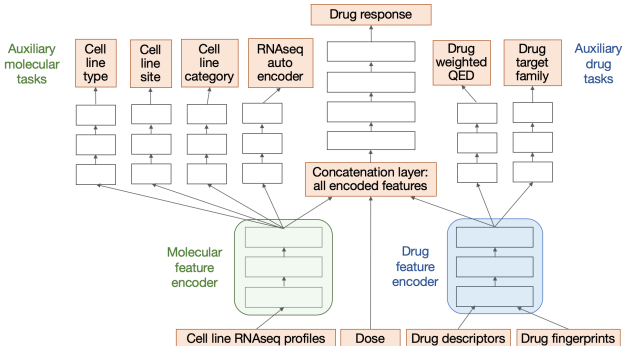 Drug response
Auxiliary
molecular
tasks
Cell
line
type
Cell
line
site
Cell
line
category
RNAseq
auto
encoder
Drug
weighted
QED
Drug
target
family
Auxiliary
drug
tasks
Concatenation layer:
all encoded features
Molecular
feature
encoder
Drug
feature
encoder
Cell line RNAseq profiles
Dose
Drug descriptors
Drug fingerprints